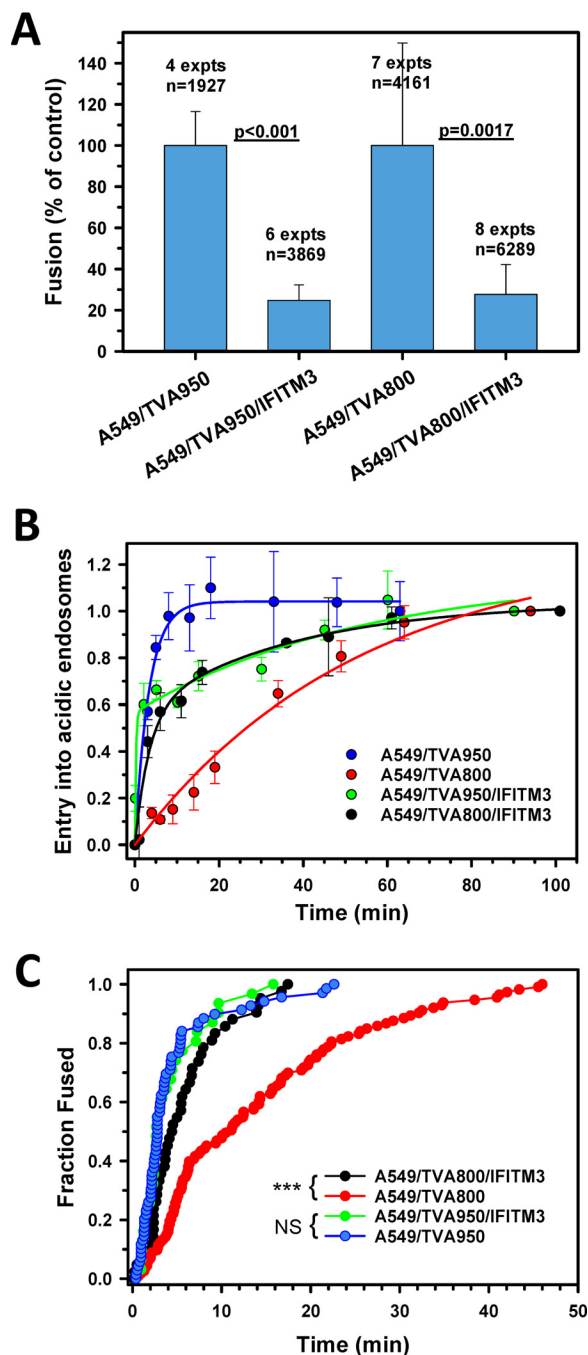 A
Fusion (% of control)
140
120
100
80
60
40
20
0
4 expts
n=1927
p<0.001
6 expts
n=3869
7 expts
n=4161
p=0.0017
8 expts
n=6289
A549/TVA950
A549/TVA950/IFITM3
A549/TVA800
A549/TVA800/IFITM3
B
Entry into acidic endosomes
1.2
1.0
0.8
0.6
0.4
0.2
0.0
A549/TVA950
A549/TVA800
A549/TVA950/IFITM3
A549/TVA800/IFITM3
0 20 40 60 80 100
Time (min)
C
Fraction Fused
1.0
0.8
0.6
0.4
0.2
0.0
*** { A549/TVA800/IFITM3
A549/TVA800
NS { A549/TVA950/IFITM3
A549/TVA950
0 10 20 30 40 50
Time (min)